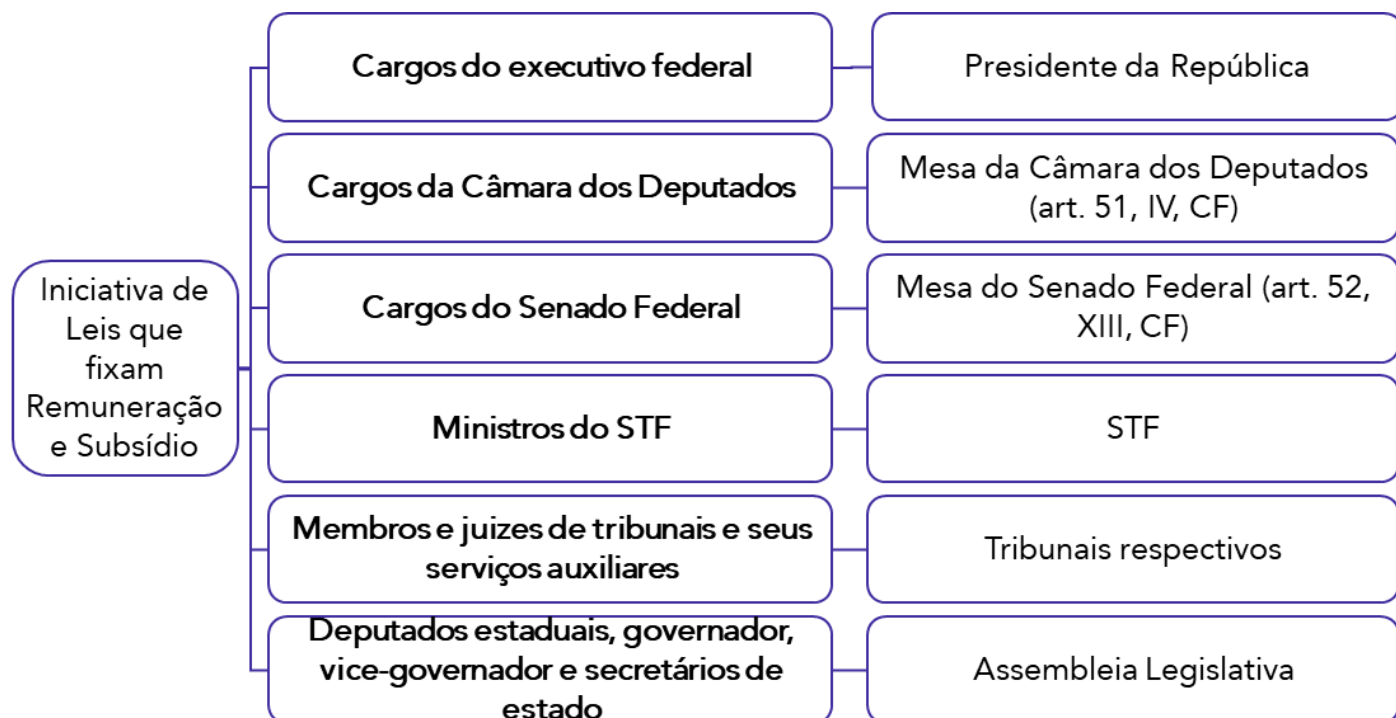 Iniciativa de
Leis que
fixam
Remuneração
e Subsídio
Cargos do executivo federal
Presidente da República
Cargos da Câmara dos Deputados
Mesa da Câmara dos Deputados
(art. 51, IV, CF)
Cargos do Senado Federal
Mesa do Senado Federal (art. 52,
XIII, CF)
Ministros do STF
STF
Membros e juizes de tribunais e seus
serviços auxiliares
Tribunais respectivos
Deputados estaduais, governador,
vice-governador e secretários de
estado
Assembleia Legislativa